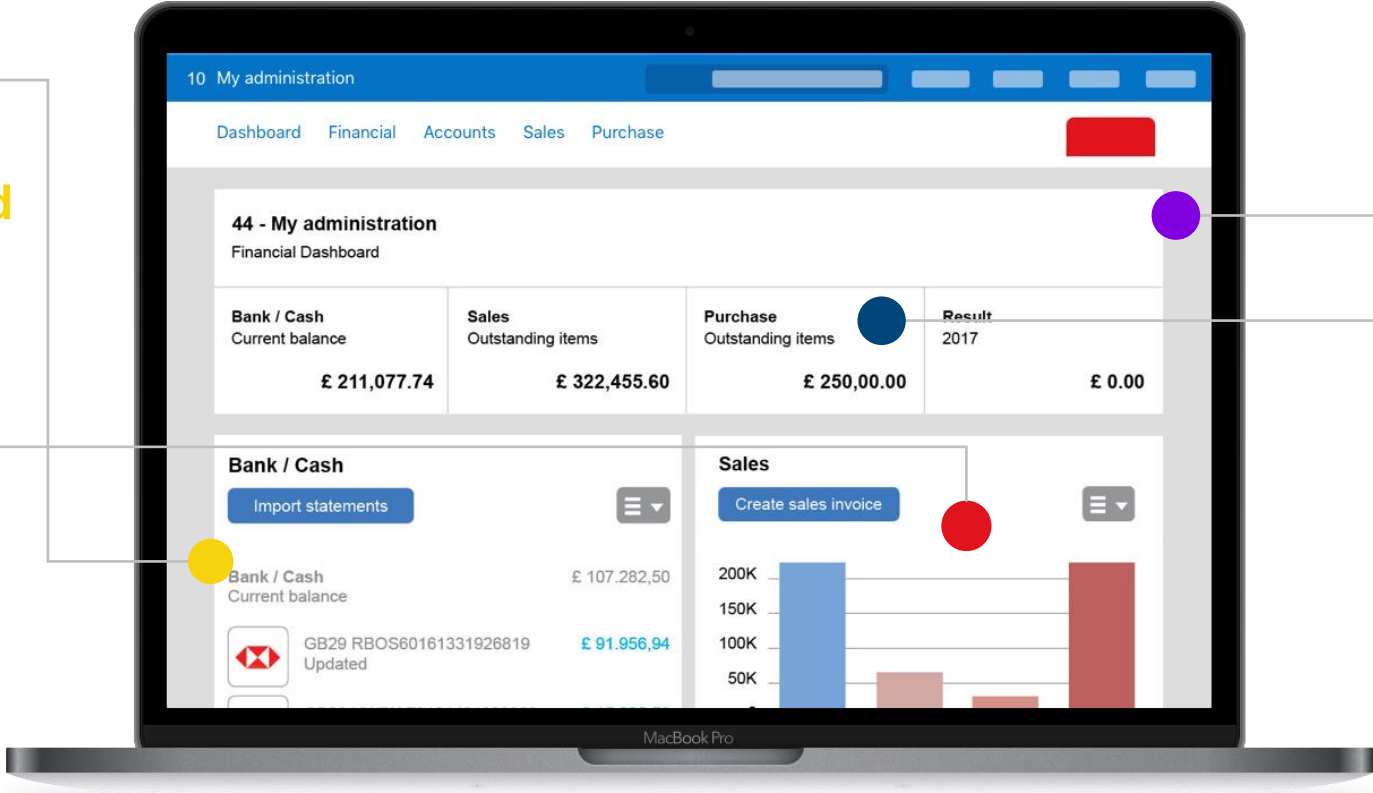 10 My administration
Dashboard Financial Accounts Sales Purchase
44 - My administration
Financial Dashboard
Bank / Cash
Current balance
£ 211,077.74
Sales
Outstanding items
£ 322,455.60
Purchase
Outstanding items
£ 250,00.00
Result
2017
£ 0.00
Bank / Cash
Import statements
Bank / Cash
Current balance
£ 107.282,50
GB29 RBOS60161331926819
Updated
£ 91.956,94
Sales
Create sales invoice
200K
150K
100K
50K
MacBook Pro